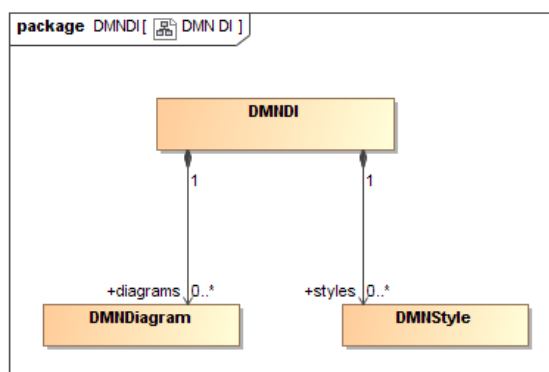 package DMNDI[ DMN DI ]
DMNDI
1 1
+diagrams 0..* +styles 0..*
DMNDiagram DMNStyle